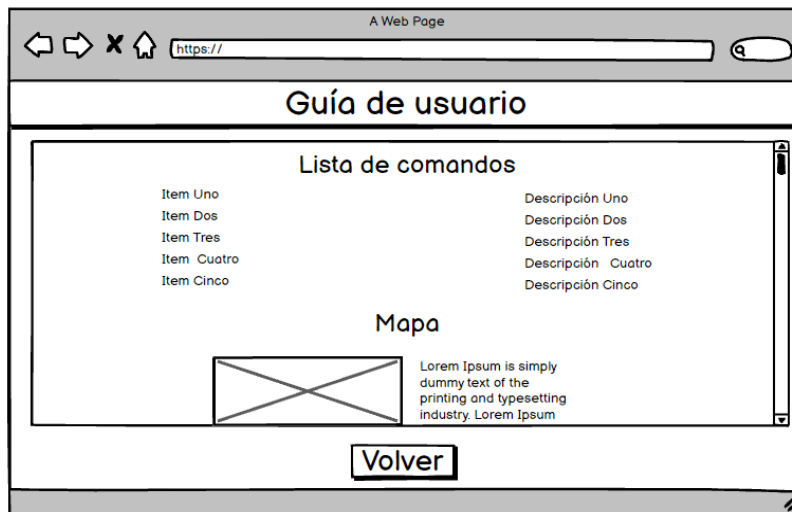 A Web Page
https://
Guía de usuario
Lista de comandos
Item Uno
Item Dos
Item Tres
Item Cuatro
Item Cinco
Descripción Uno
Descripción Dos
Descripción Tres
Descripción Cuatro
Descripción Cinco
Mapa
Lorem Ipsum is simply
dummy text of the
printing and typesetting
industry. Lorem Ipsum
Volver